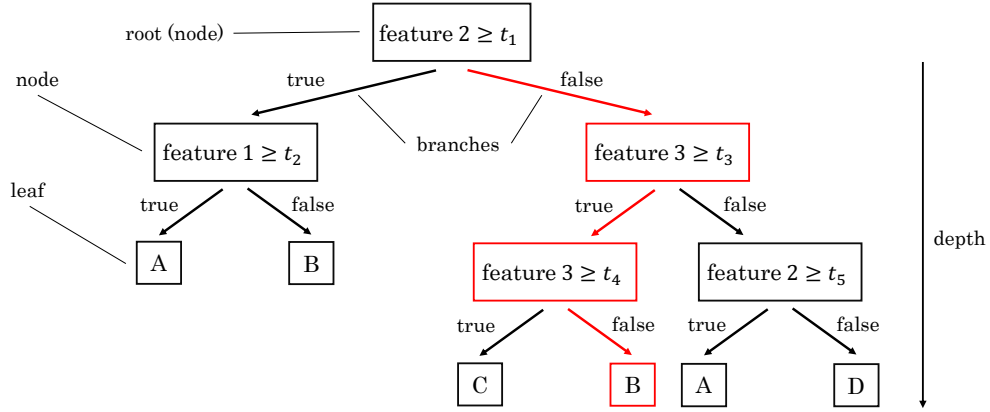 root (node)
feature 2 ≥ t₁
true
false
node
branches
feature 1 ≥ t₂
feature 3 ≥ t₃
leaf
true
false
true
false
A
B
feature 3 ≥ t₄
feature 2 ≥ t₅
depth
true
false
true
false
C
B
A
D